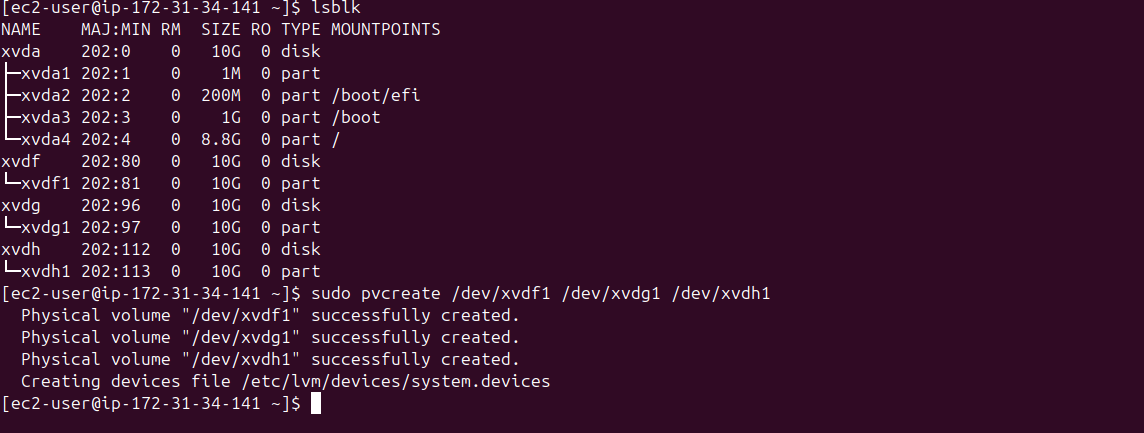 [ec2-user@ip-172-31-34-141 ~]$ lsblk
NAME    MAJ:MIN RM  SIZE RO TYPE MOUNTPOINTS
xvda    202:0    0   10G  0 disk
├─xvda1 202:1    0    1M  0 part
├─xvda2 202:2    0  200M  0 part /boot/efi
├─xvda3 202:3    0    1G  0 part /boot
└─xvda4 202:4    0  8.8G  0 part /
xvdf    202:80   0   10G  0 disk
└─xvdf1 202:81   0   10G  0 part
xvdg    202:96   0   10G  0 disk
└─xvdg1 202:97   0   10G  0 part
xvdh    202:112  0   10G  0 disk
└─xvdh1 202:113  0   10G  0 part
[ec2-user@ip-172-31-34-141 ~]$ sudo pvcreate /dev/xvdf1 /dev/xvdg1 /dev/xvdh1
  Physical volume "/dev/xvdf1" successfully created.
  Physical volume "/dev/xvdg1" successfully created.
  Physical volume "/dev/xvdh1" successfully created.
  Creating devices file /etc/lvm/devices/system.devices
[ec2-user@ip-172-31-34-141 ~]$